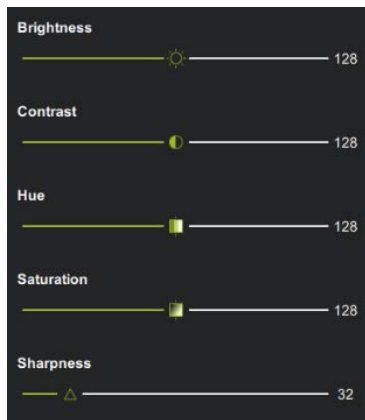 Brightness
128
Contrast
128
Hue
128
Saturation
128
Sharpness
32